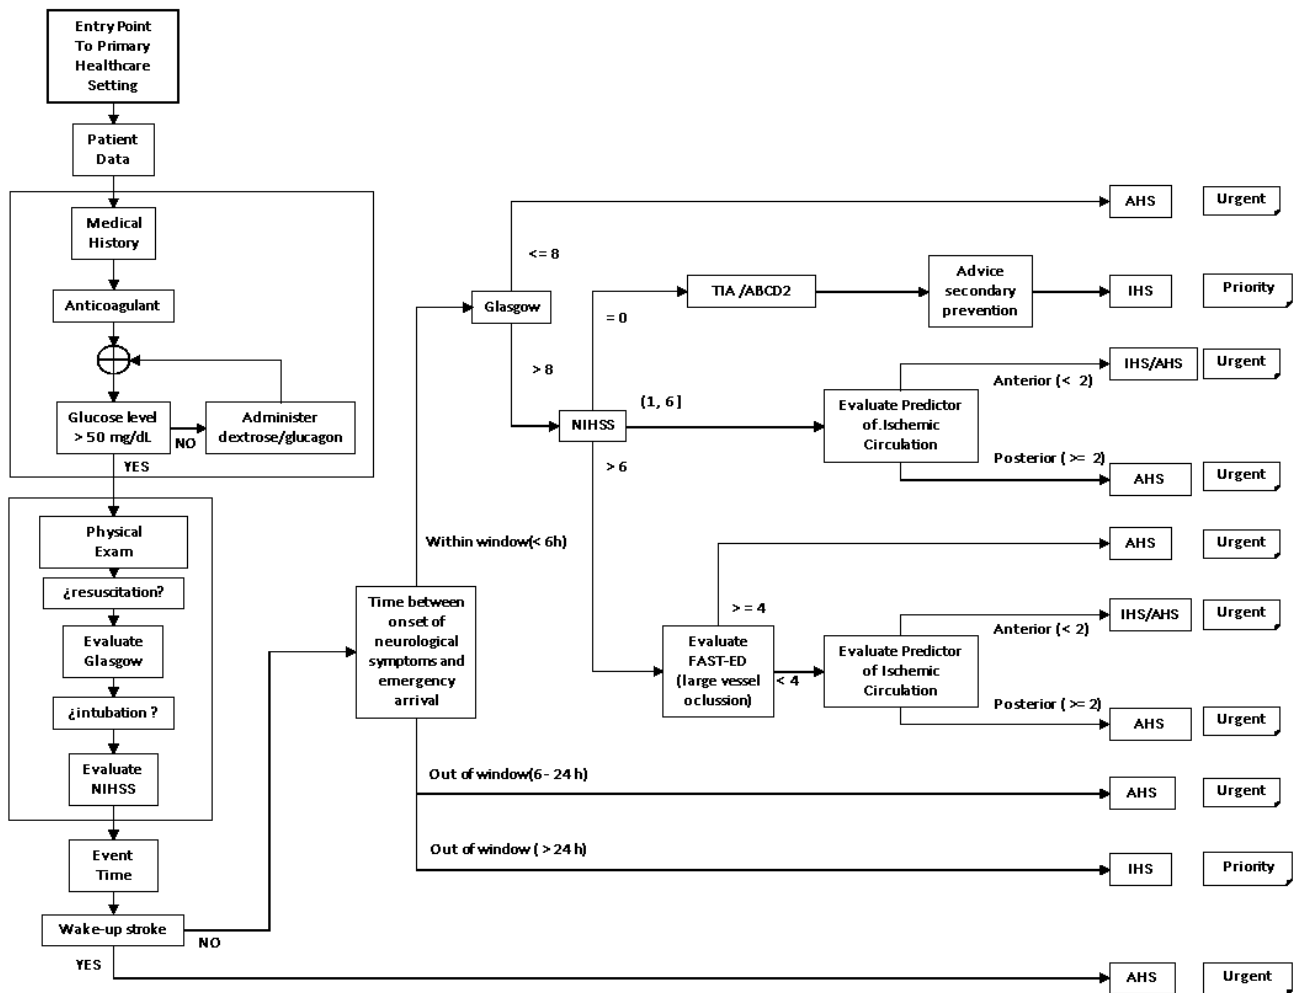 Entry Point
To Primary
Healthcare
Setting
Patient
Data
Medical
History
Anticoagulant
Glucose level
> 50 mg/dL
NO
Administer
dextrose/glucagon
YES
Physical
Exam
¿resuscitation?
Evaluate
Glasgow
¿intubation ?
Evaluate
NIHSS
Event
Time
Wake-up stroke
NO
YES
Time between
onset of
neurological
symptoms and
emergency
arrival
Within window(< 6h)
Out of window(6- 24 h)
Out of window ( > 24 h)
Glasgow
<= 8
> 8
NIHSS
= 0
(1, 6 ]
> 6
TIA /ABCD2
Advice
secondary
prevention
Evaluate Predictor
of .Ischemic
Circulation
Anterior (< 2)
Posterior ( >= 2)
Evaluate
FAST-ED
(large vessel
oclussion)
>= 4
< 4
Evaluate Predictor
of Ischemic
Circulation
Anterior (< 2)
Posterior (>= 2)
AHS
Urgent
IHS
Priority
IHS/AHS
Urgent
AHS
Urgent
AHS
Urgent
IHS/AHS
Urgent
AHS
Urgent
AHS
Urgent
IHS
Priority
AHS
Urgent